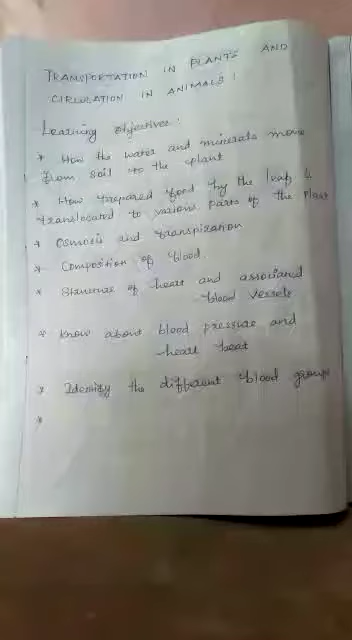 TRANSPORTATION IN PLANTS AND
CIRCULATION IN ANIMALS!
Learning objectives:
* How the water and minerals move
from soil to the plant
* How prepared food by the leafs is
translocated to various parts of the plant
* Osmosis and transpiration
* Composition of blood.
* Structure of heart and associated
blood vessels
* know about blood pressure and
heart beat
* Identify the different blood groups
*